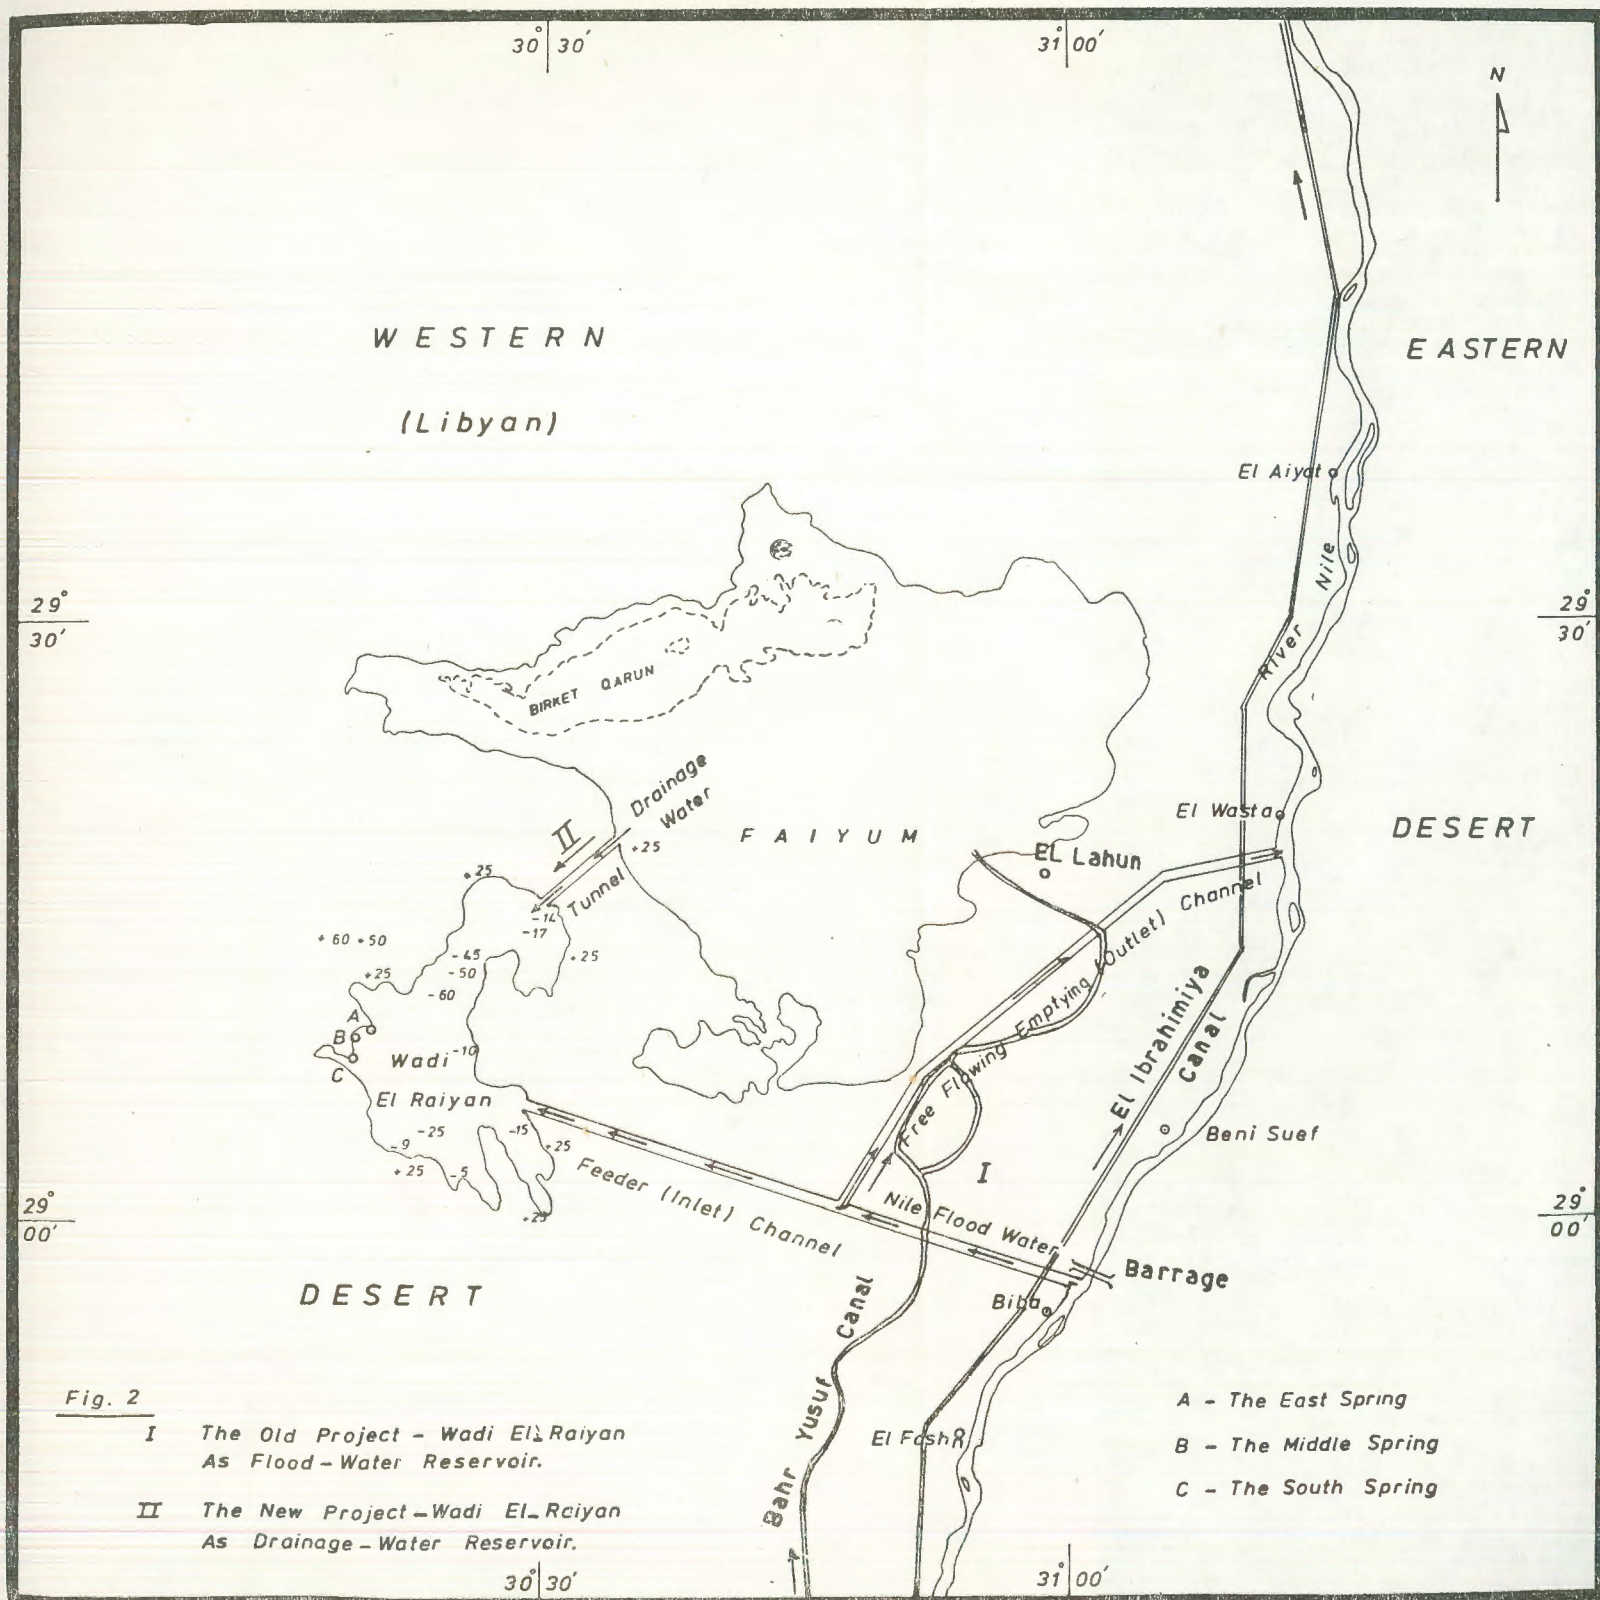 30° 30'
31° 00'
N
WESTERN
(Libyan)
EASTERN
El Aiyat
River Nile
29° 30'
29° 30'
BIRKET QARUN
Drainage
Water
II
+25
FAIYUM
El Wasta
DESERT
EL Lahun
+25
Tunnel
-14
-17
+60 +50
-45
+25
-50
+25
-60
Free Flowing Emptying (Outlet) Channel
El Ibrahimiya
Canal
A
B
C
Wadi
-10
El Raiyan
-25
-15
-9
+25
+25
-5
+25
Beni Suef
I
Feeder (Inlet) Channel
Nile Flood Water
29° 00'
29° 00'
Barrage
DESERT
Biba
Bahr Yusuf Canal
El Fashn
Fig. 2
I The Old Project - Wadi El-Raiyan
As Flood-Water Reservoir.
II The New Project-Wadi El-Raiyan
As Drainage-Water Reservoir.
A - The East Spring
B - The Middle Spring
C - The South Spring
30° 30'
31° 00'